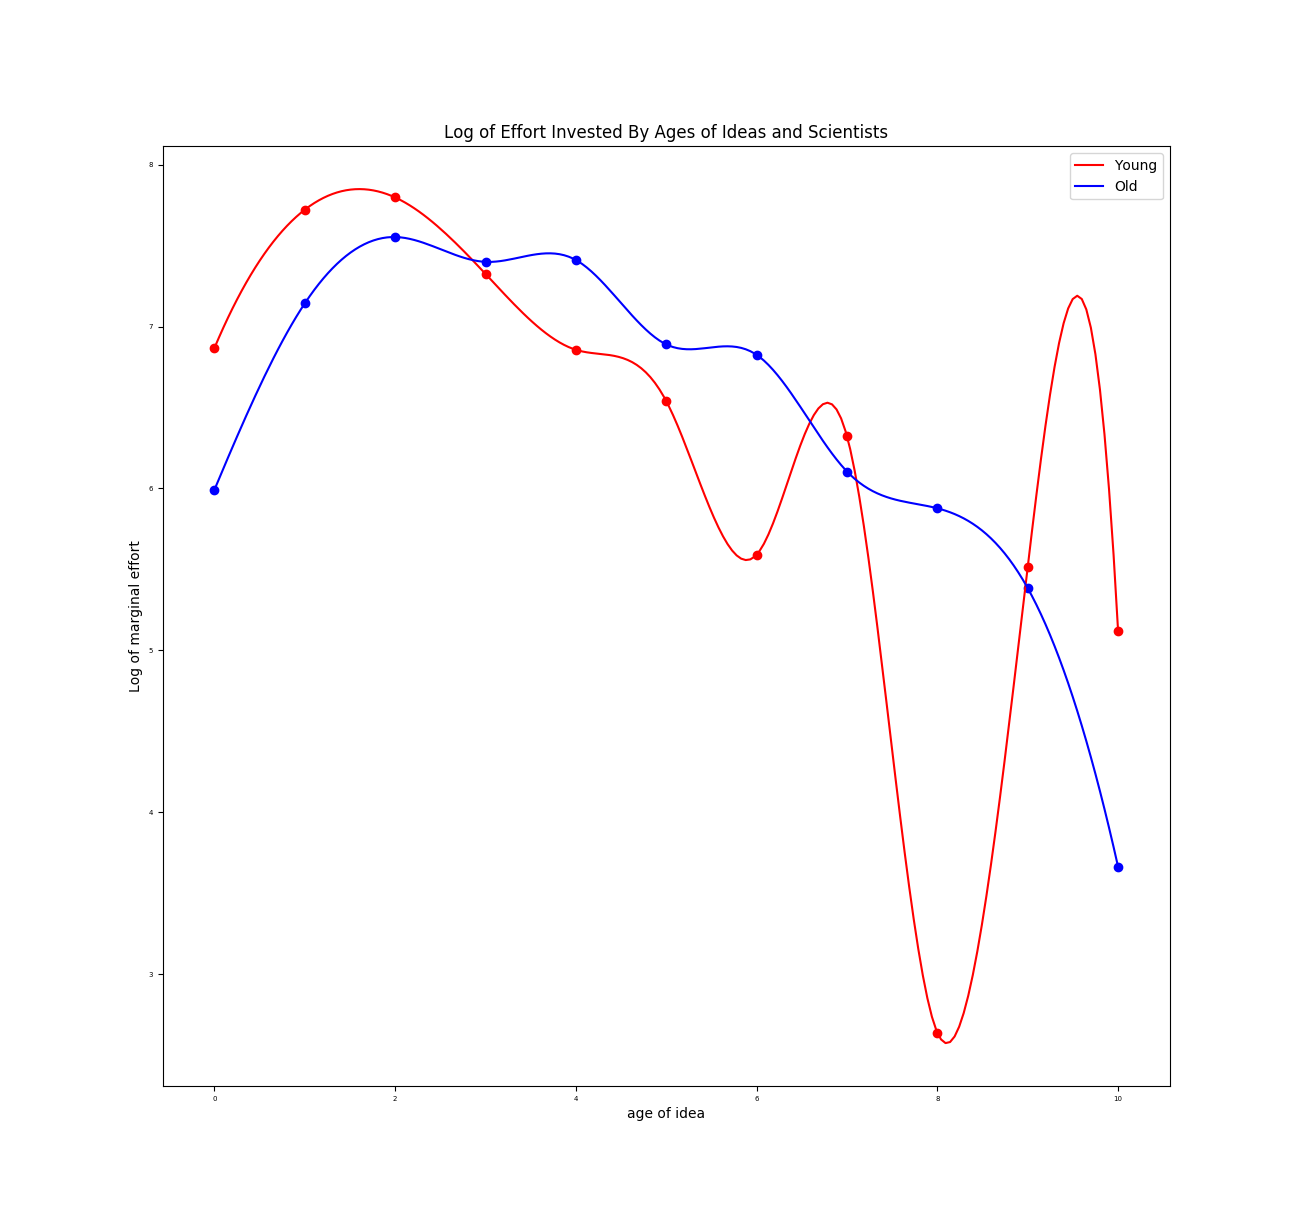 Log of Effort Invested By Ages of Ideas and Scientists
Young
Old
8
7
6
5
4
3
Log of marginal effort
0 2 4 6 8 10
age of idea